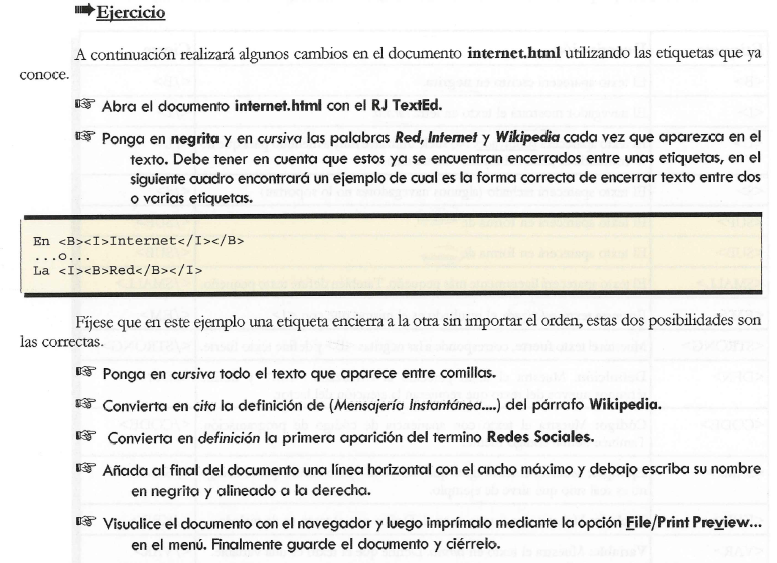 Ejercicio
A continuación realizará algunos cambios en el documento internet.html utilizando las etiquetas que ya
conoce.
Abra el documento internet.html con el RJ TextEd.
Ponga en negrita y en cursiva las palabras Red, Internet y Wikipedia cada vez que aparezca en el
texto. Debe tener en cuenta que estos ya se encuentran encerrados entre unas etiquetas, en el
siguiente cuadro encontrará un ejemplo de cual es la forma correcta de encerrar texto entre dos
o varias etiquetas.
En <B><I>Internet</I></B>
...o...
La <I><B>Red</B></I>
Fíjese que en este ejemplo una etiqueta encierra a la otra sin importar el orden, estas dos posibilidades son
las correctas.
Ponga en cursiva todo el texto que aparece entre comillas.
Convierta en cita la definición de (Mensajería Instantánea....) del párrafo Wikipedia.
Convierta en definición la primera aparición del termino Redes Sociales.
Añada al final del documento una línea horizontal con el ancho máximo y debajo escriba su nombre
en negrita y alineado a la derecha.
Visualice el documento con el navegador y luego imprímalo mediante la opción File/Print Preview...
en el menú. Finalmente guarde el documento y ciérrelo.